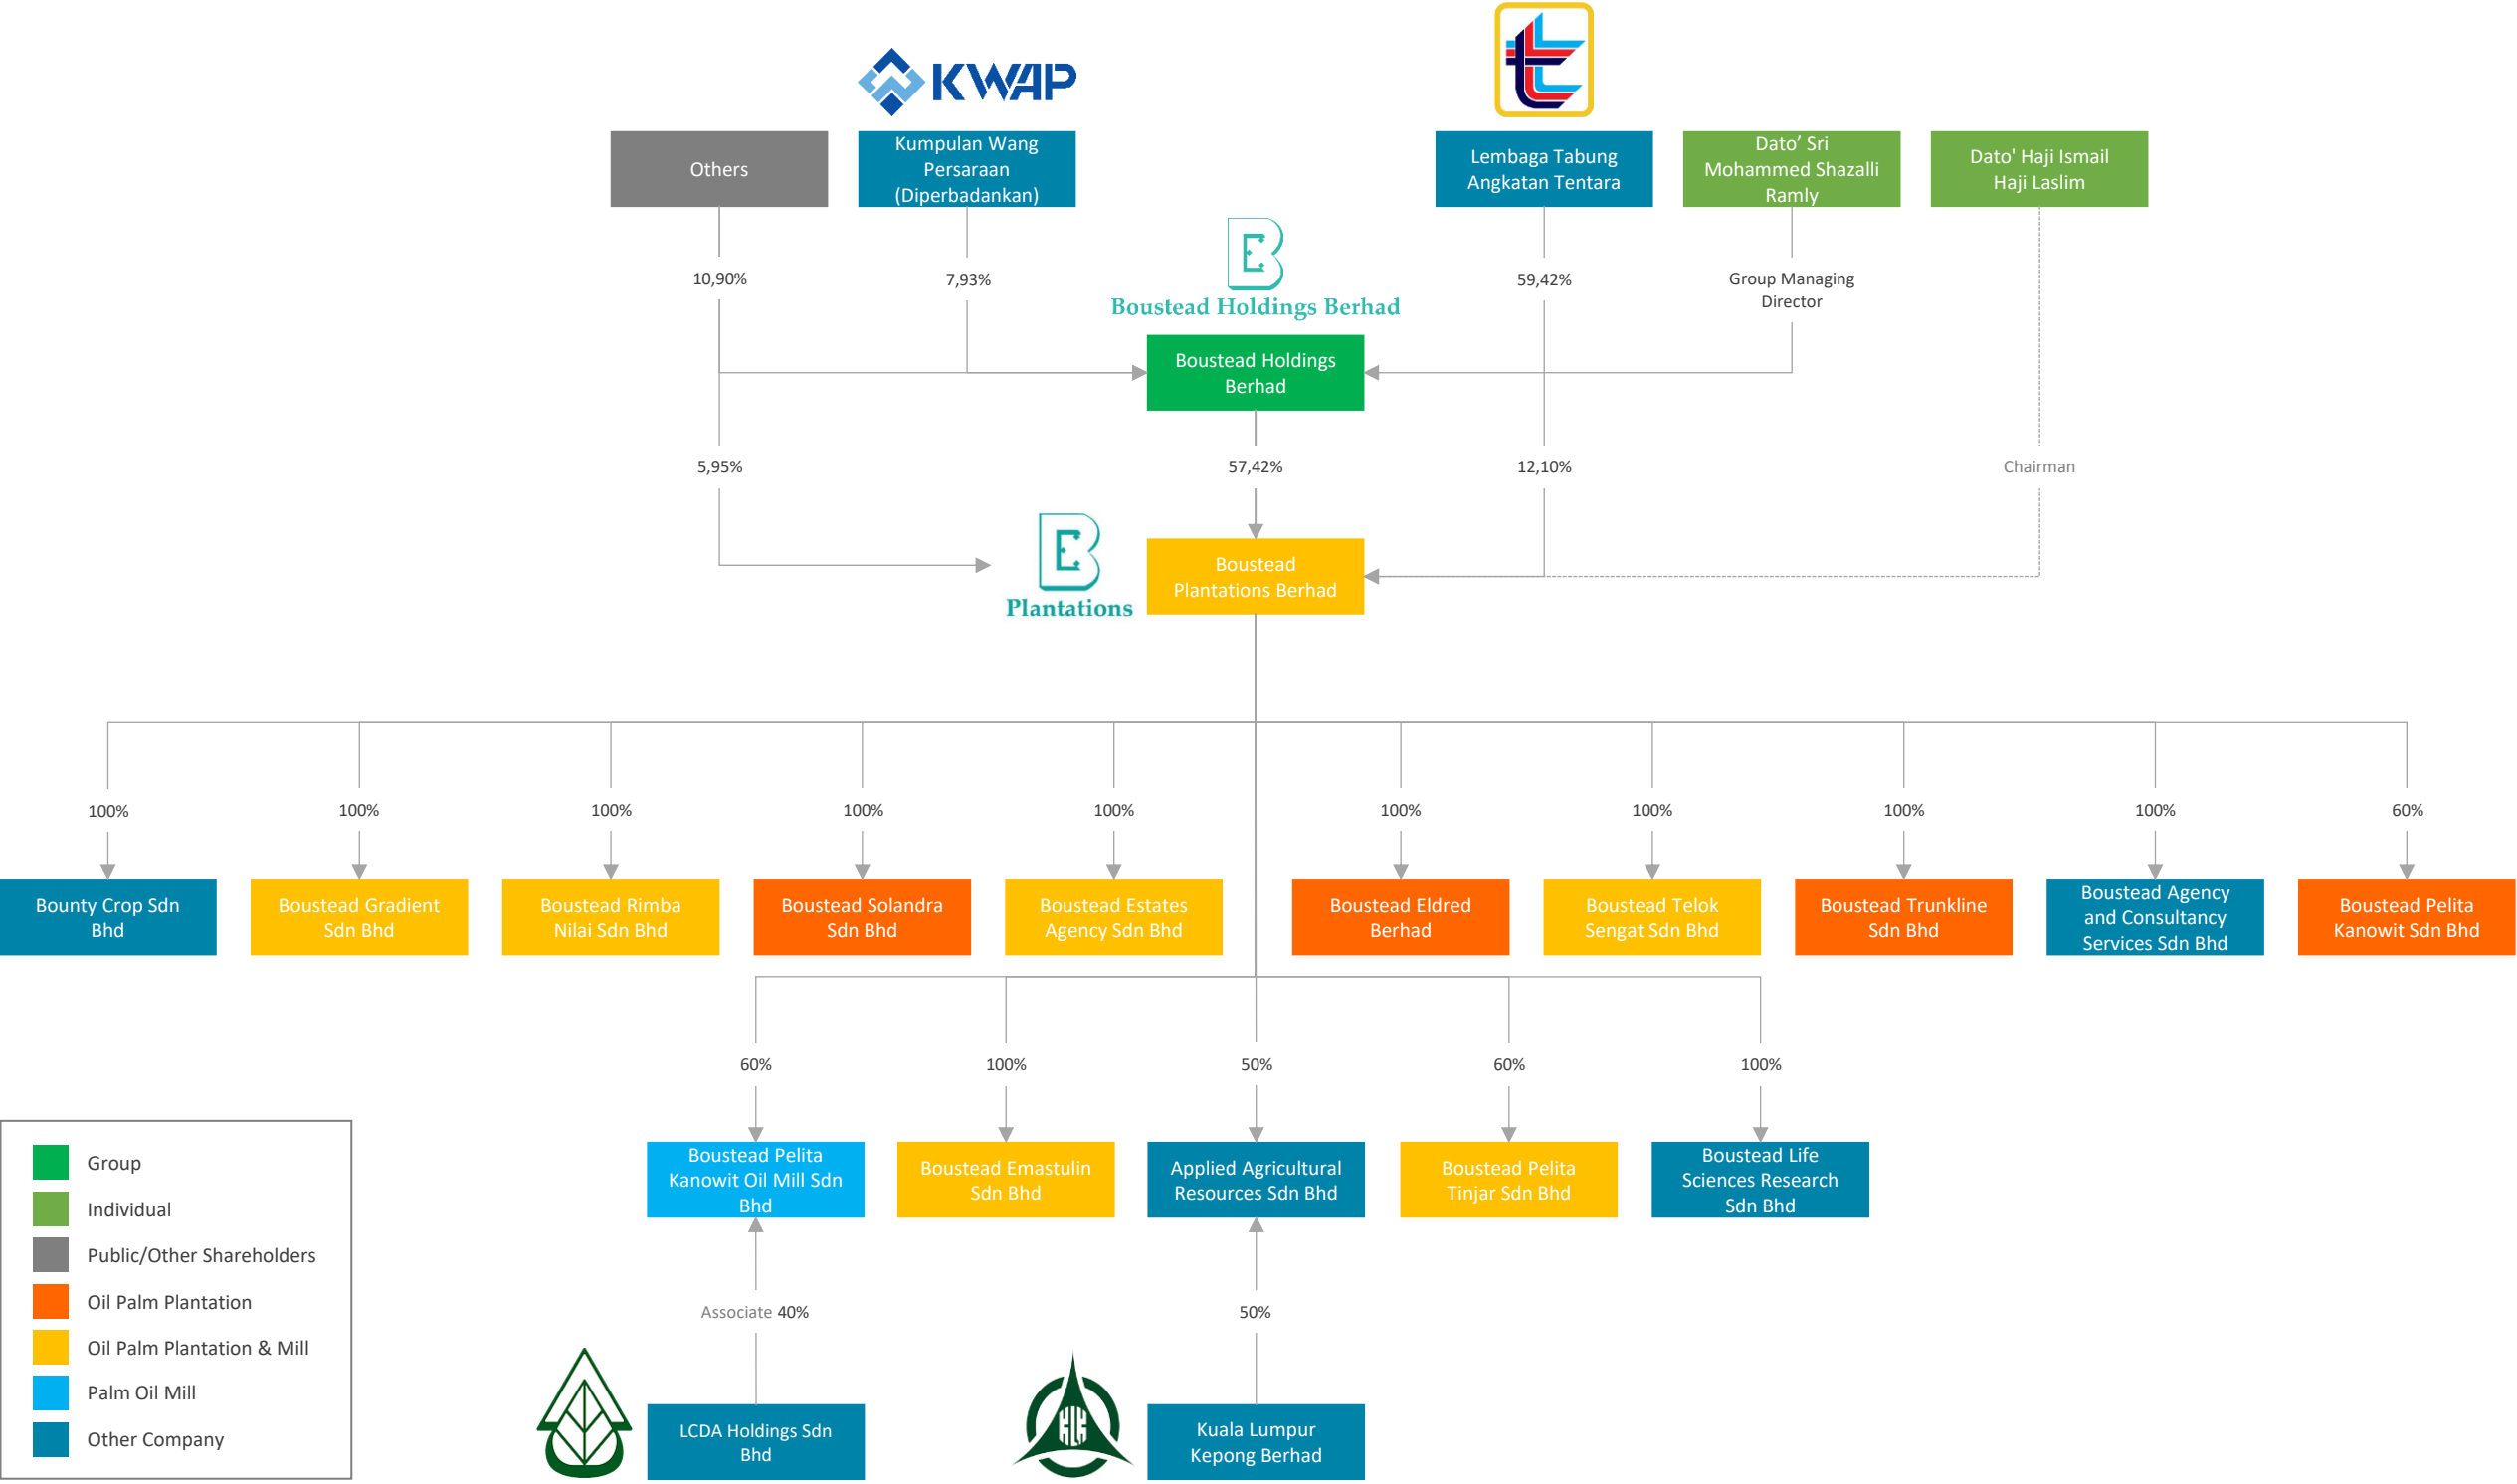 KWAP
Others
Kumpulan Wang
Persaraan
(Diperbadankan)
Lembaga Tabung
Angkatan Tentara
Dato’ Sri
Mohammed Shazalli
Ramly
Dato' Haji Ismail
Haji Laslim
10,90%
7,93%
Boustead Holdings Berhad
59,42%
Group Managing
Director
Boustead Holdings
Berhad
5,95%
57,42%
12,10%
Chairman
Plantations
Boustead
Plantations Berhad
100%
100%
100%
100%
100%
100%
100%
100%
100%
60%
Bounty Crop Sdn
Bhd
Boustead Gradient
Sdn Bhd
Boustead Rimba
Nilai Sdn Bhd
Boustead Solandra
Sdn Bhd
Boustead Estates
Agency Sdn Bhd
Boustead Eldred
Berhad
Boustead Telok
Sengat Sdn Bhd
Boustead Trunkline
Sdn Bhd
Boustead Agency
and Consultancy
Services Sdn Bhd
Boustead Pelita
Kanowit Sdn Bhd
60%
100%
50%
60%
100%
Boustead Pelita
Kanowit Oil Mill Sdn
Bhd
Boustead Emastulin
Sdn Bhd
Applied Agricultural
Resources Sdn Bhd
Boustead Pelita
Tinjar Sdn Bhd
Boustead Life
Sciences Research
Sdn Bhd
Associate 40%
50%
LCDA Holdings Sdn
Bhd
KLK
Kuala Lumpur
Kepong Berhad
Group
Individual
Public/Other Shareholders
Oil Palm Plantation
Oil Palm Plantation & Mill
Palm Oil Mill
Other Company